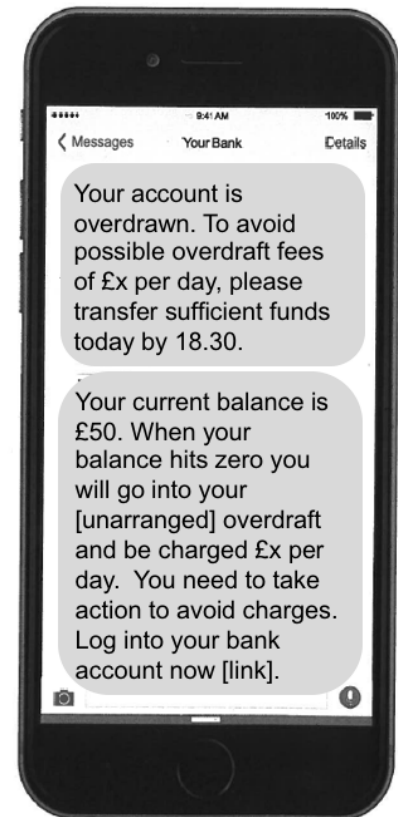 9:41 AM 100%
Messages Your Bank Details
Your account is
overdrawn. To avoid
possible overdraft fees
of £x per day, please
transfer sufficient funds
today by 18.30.
Your current balance is
£50. When your
balance hits zero you
will go into your
[unarranged] overdraft
and be charged £x per
day. You need to take
action to avoid charges.
Log into your bank
account now [link].